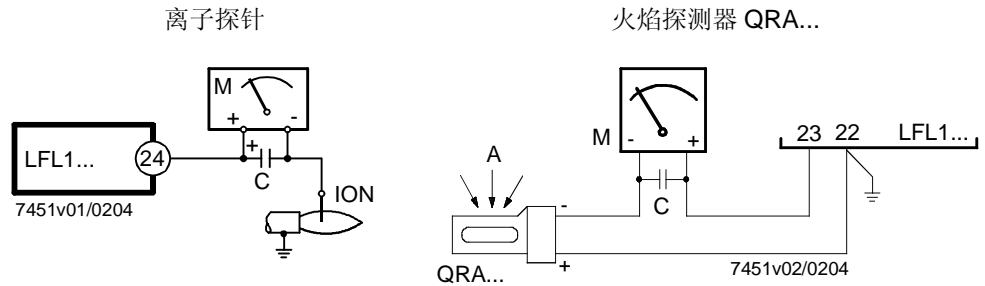 离子探针
M
+ -
LFL1...
24
+
C
ION
7451v01/0204
火焰探测器 QRA...
M
- +
23 22 LFL1...
A
C
-
+
QRA...
7451v02/0204